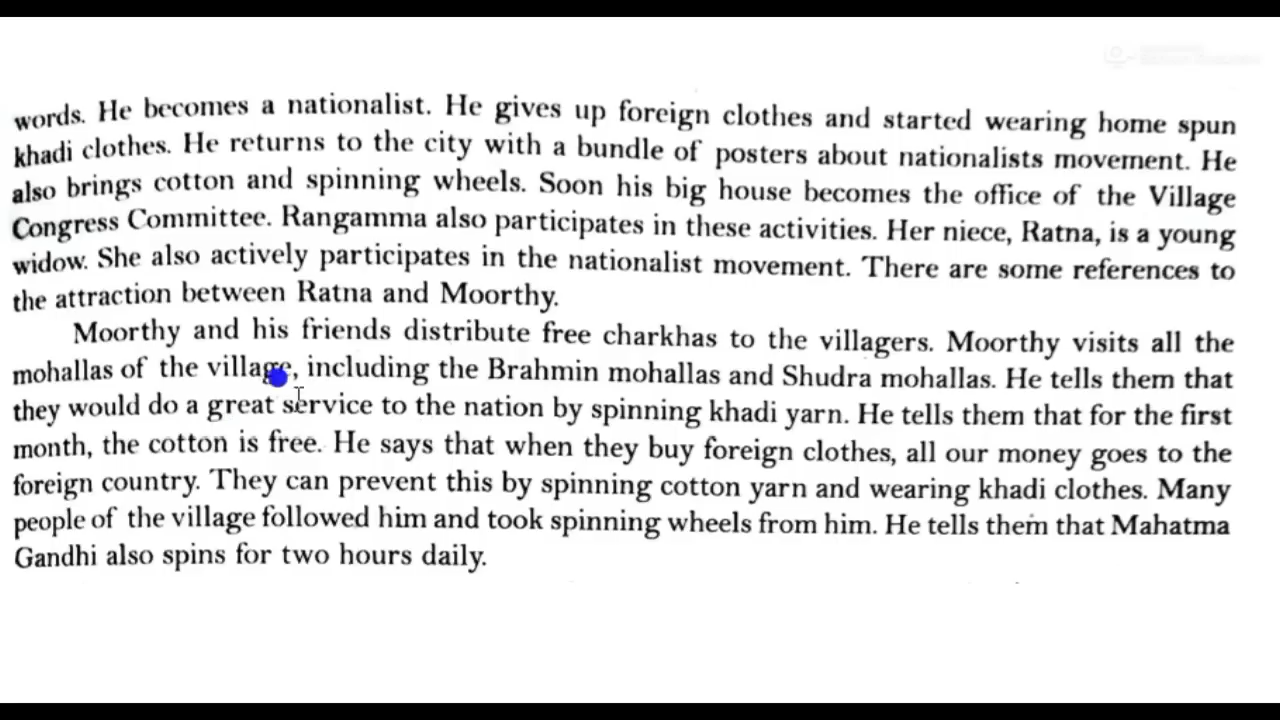 words. He becomes a nationalist. He gives up foreign clothes and started wearing home spun
khadi clothes. He returns to the city with a bundle of posters about nationalists movement. He
also brings cotton and spinning wheels. Soon his big house becomes the office of the Village
Congress Committee. Rangamma also participates in these activities. Her niece, Ratna, is a young
widow. She also actively participates in the nationalist movement. There are some references to
the attraction between Ratna and Moorthy.
Moorthy and his friends distribute free charkhas to the villagers. Moorthy visits all the
mohallas of the village, including the Brahmin mohallas and Shudra mohallas. He tells them that
they would do a great service to the nation by spinning khadi yarn. He tells them that for the first
month, the cotton is free. He says that when they buy foreign clothes, all our money goes to the
foreign country. They can prevent this by spinning cotton yarn and wearing khadi clothes. Many
people of the village followed him and took spinning wheels from him. He tells them that Mahatma
Gandhi also spins for two hours daily.